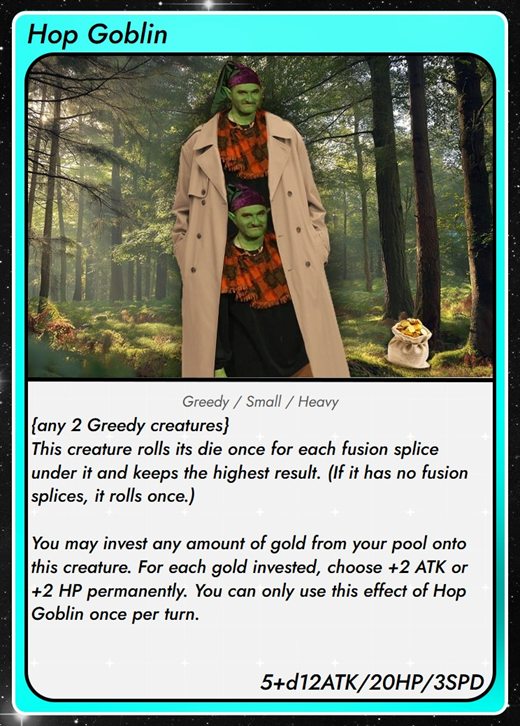 Hop Goblin
Greedy / Small / Heavy
{any 2 Greedy creatures}
This creature rolls its die once for each fusion splice
under it and keeps the highest result. (If it has no fusion
splices, it rolls once.)
You may invest any amount of gold from your pool onto
this creature. For each gold invested, choose +2 ATK or
+2 HP permanently. You can only use this effect of Hop
Goblin once per turn.
5+d12ATK/20HP/3SPD